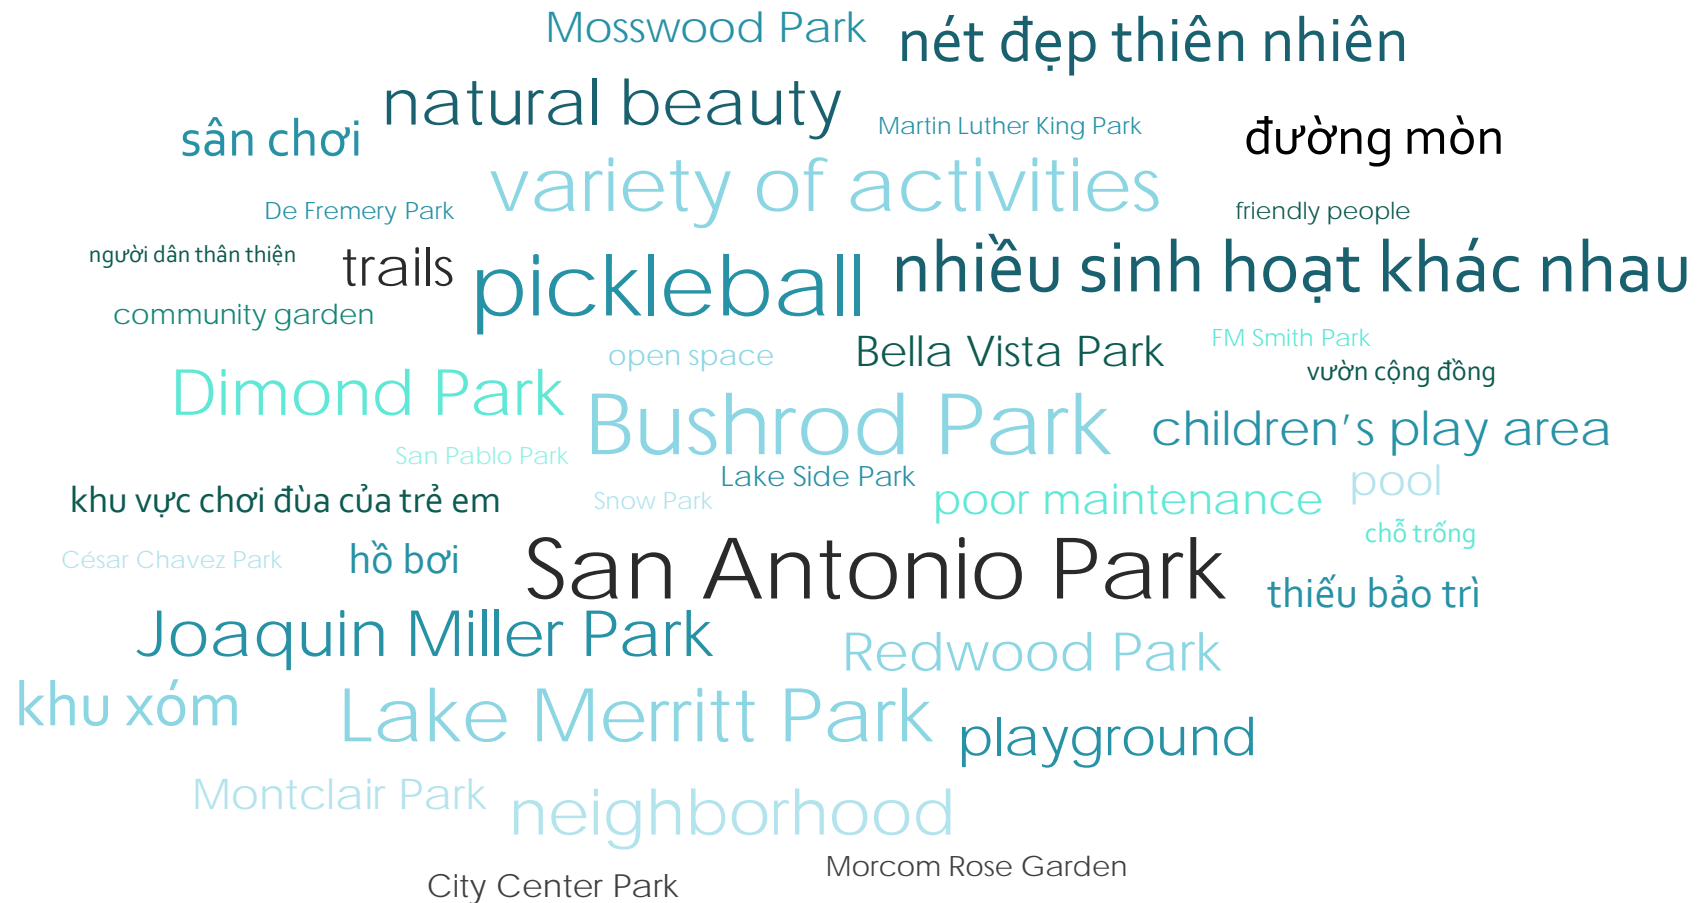 Mosswood Park
nét đẹp thiên nhiên
natural beauty
Martin Luther King Park
đường mòn
sân chơi
variety of activities
De Fremery Park
friendly people
người dân thân thiện
trails
pickleball
nhiều sinh hoạt khác nhau
community garden
open space
Bella Vista Park
FM Smith Park
vườn cộng đồng
Dimond Park
Bushrod Park
children’s play area
San Pablo Park
Lake Side Park
pool
khu vực chơi đùa của trẻ em
Snow Park
poor maintenance
chỗ trống
César Chavez Park
hồ bơi
San Antonio Park
thiếu bảo trì
Joaquin Miller Park
Redwood Park
khu xóm
Lake Merritt Park
playground
Montclair Park
neighborhood
Morcom Rose Garden
City Center Park